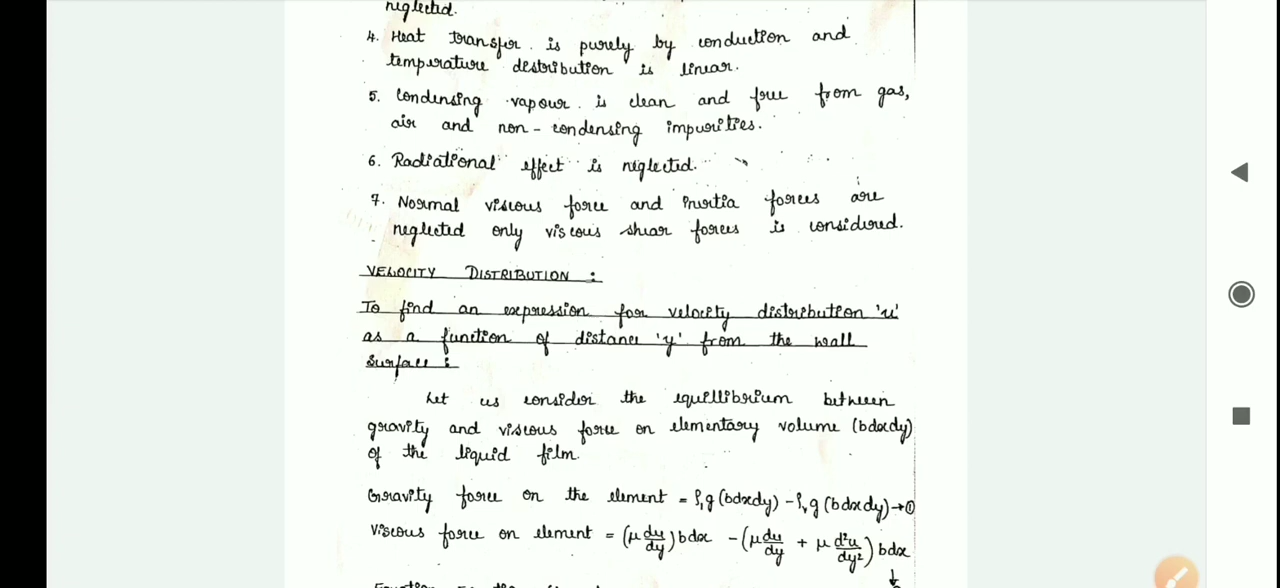 neglected.
4. Heat transfer is purely by conduction and
temperature distribution is linear.
5. Condensing vapour is clean and free from gas,
air and non-condensing impurities.
6. Radiational effect is neglected.
7. Normal viscous force and inertia forces are
neglected only viscous shear forces is considered.
VELOCITY DISTRIBUTION :
To find an expression for velocity distribution 'u'
as a function of distance 'y' from the wall
surface :
Let us consider the equillibrium between
gravity and viscous force on elementary volume (bdxdy)
of the liquid film.
Gravity force on the element = ρ₁g(bdxdy) - ρᵥg(bdxdy) → ①
Viscous force on element = (μ du/dy) bdx - (μ du/dy + μ d²u/dy²) bdx